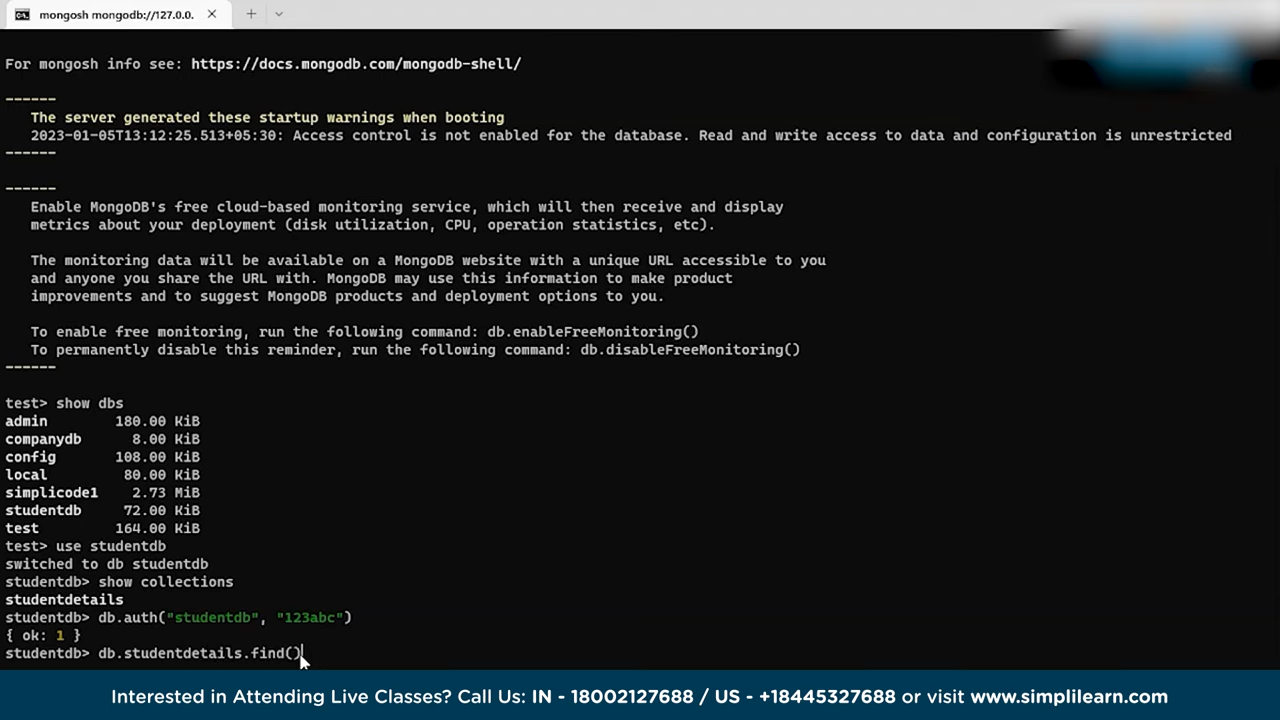 mongosh mongodb://127.0.0.
For mongosh info see: https://docs.mongodb.com/mongodb-shell/
------
The server generated these startup warnings when booting
2023-01-05T13:12:25.513+05:30: Access control is not enabled for the database. Read and write access to data and configuration is unrestricted
------
------
Enable MongoDB's free cloud-based monitoring service, which will then receive and display
metrics about your deployment (disk utilization, CPU, operation statistics, etc).
The monitoring data will be available on a MongoDB website with a unique URL accessible to you
and anyone you share the URL with. MongoDB may use this information to make product
improvements and to suggest MongoDB products and deployment options to you.
To enable free monitoring, run the following command: db.enableFreeMonitoring()
To permanently disable this reminder, run the following command: db.disableFreeMonitoring()
------
test> show dbs
admin 180.00 KiB
companydb 8.00 KiB
config 108.00 KiB
local 80.00 KiB
simplicode1 2.73 MiB
studentdb 72.00 KiB
test 164.00 KiB
test> use studentdb
switched to db studentdb
studentdb> show collections
studentdetails
studentdb> db.auth("studentdb", "123abc")
{ ok: 1 }
studentdb> db.studentdetails.find()
Interested in Attending Live Classes? Call Us: IN - 18002127688 / US - +18445327688 or visit www.simplilearn.com